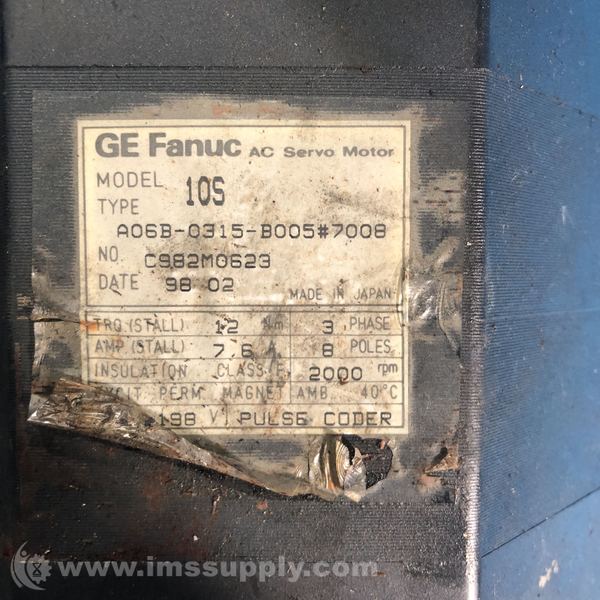 GE Fanuc AC Servo Motor
MODEL 10S
TYPE
A06B-0315-B005#7008
NO. C982M0623
DATE 98.02
MADE IN JAPAN
TRQ.(STALL) 12 Nm 3 PHASE
AMP.(STALL) 7.6 A. 8 POLES.
INSULATION CLASS F 2000 rpm
EXCIT. PERM MAGNET AMB. 40°C
198 V PULSE CODER
www.imssupply.com/